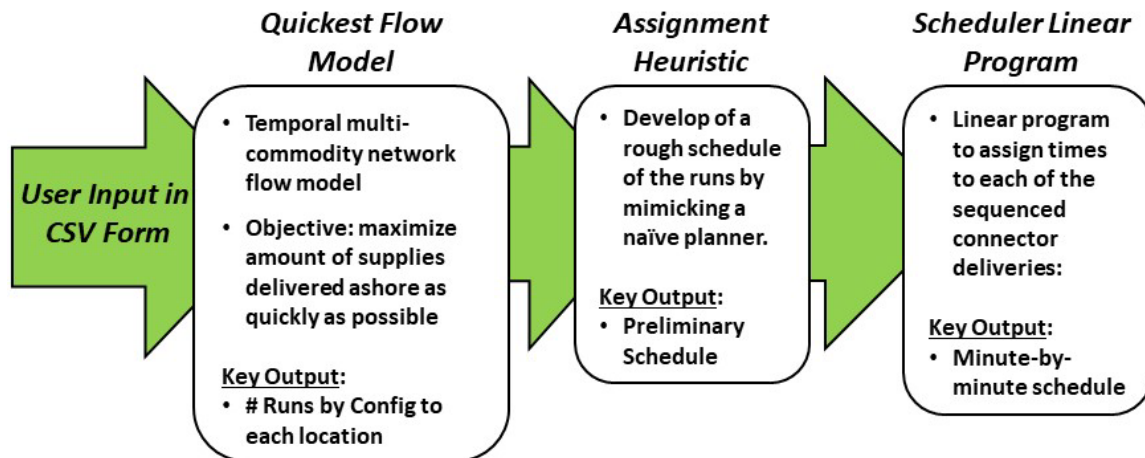 User Input in
CSV Form
Quickest Flow
Model
• Temporal multi-
commodity network
flow model
• Objective: maximize
amount of supplies
delivered ashore as
quickly as possible
Key Output:
• # Runs by Config to
each location
Assignment
Heuristic
• Develop of a
rough schedule
of the runs by
mimicking a
naïve planner.
Key Output:
• Preliminary
Schedule
Scheduler Linear
Program
• Linear program
to assign times
to each of the
sequenced
connector
deliveries:
Key Output:
• Minute-by-
minute schedule